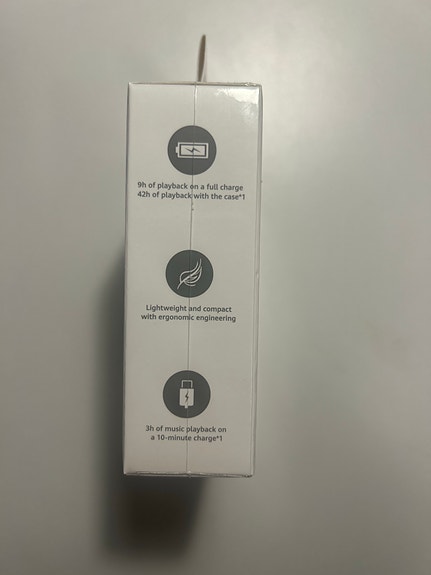 9h of playback on a full charge
42h of playback with the case*1
Lightweight and compact
with ergonomic engineering
3h of music playback on
a 10-minute charge*1